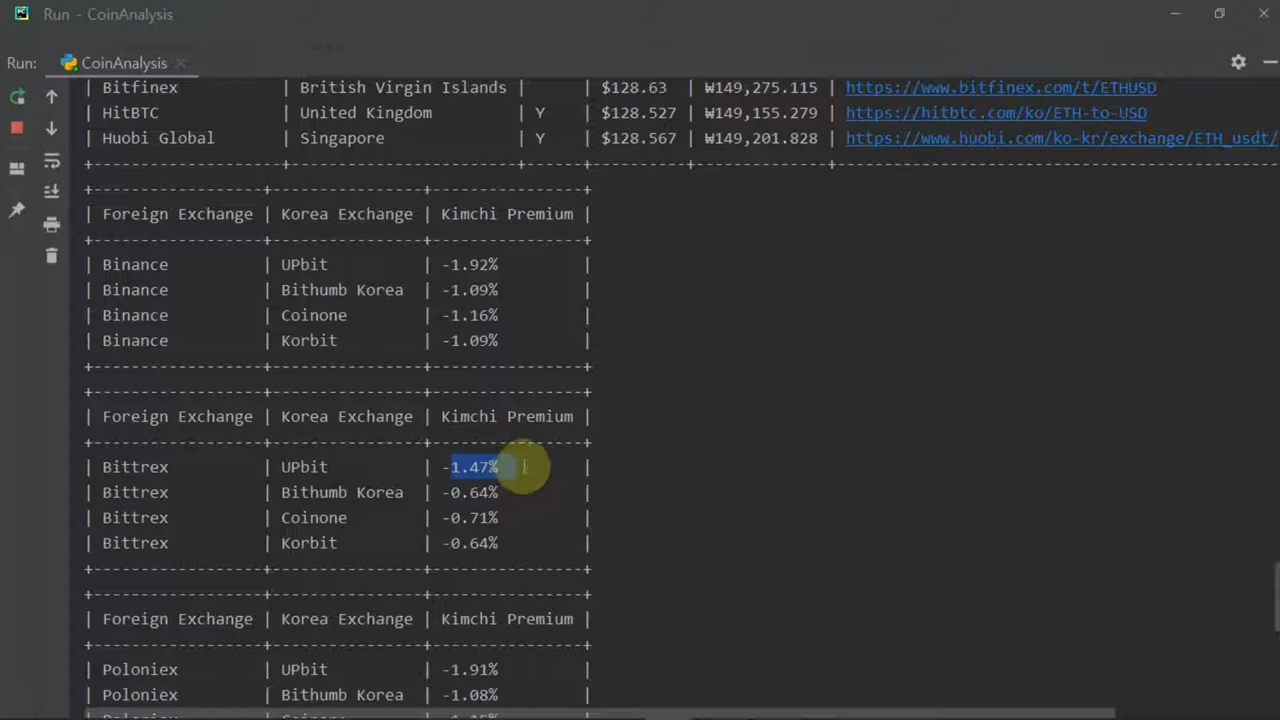 Run - CoinAnalysis
Run: CoinAnalysis
| Bitfinex | British Virgin Islands | | $128.63 | ₩149,275.115 | https://www.bitfinex.com/t/ETHUSD
| HitBTC | United Kingdom | Y | $128.527 | ₩149,155.279 | https://hitbtc.com/ko/ETH-to-USD
| Huobi Global | Singapore | Y | $128.567 | ₩149,201.828 | https://www.huobi.com/ko-kr/exchange/ETH_usdt/
| Foreign Exchange | Korea Exchange | Kimchi Premium |
| Binance | UPbit | -1.92% |
| Binance | Bithumb Korea | -1.09% |
| Binance | Coinone | -1.16% |
| Binance | Korbit | -1.09% |
| Foreign Exchange | Korea Exchange | Kimchi Premium |
| Bittrex | UPbit | -1.47% |
| Bittrex | Bithumb Korea | -0.64% |
| Bittrex | Coinone | -0.71% |
| Bittrex | Korbit | -0.64% |
| Foreign Exchange | Korea Exchange | Kimchi Premium |
| Poloniex | UPbit | -1.91% |
| Poloniex | Bithumb Korea | -1.08% |